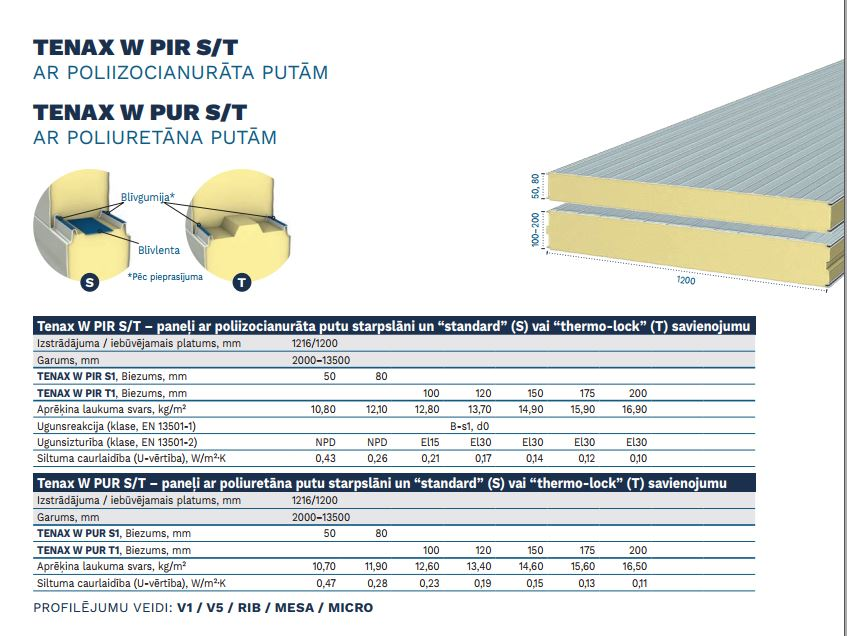 TENAX W PIR S/T
AR POLIIZOCIANURĀTA PUTĀM
TENAX W PUR S/T
AR POLIURETĀNA PUTĀM
Blīvgumija*
Blīvlenta
*Pēc pieprasījuma
S
T
50, 80
100–200
1200
Tenax W PIR S/T – paneļi ar poliizocianurāta putu starpslāni un “standard” (S) vai “thermo-lock” (T) savienojumu
Izstrādājuma / iebūvējamais platums, mm 1216/1200
Garums, mm 2000–13500
TENAX W PIR S1, Biezums, mm 50 80
TENAX W PIR T1, Biezums, mm 100 120 150 175 200
Aprēķina laukuma svars, kg/m² 10,80 12,10 12,80 13,70 14,90 15,90 16,90
Ugunsreakcija (klase, EN 13501-1) B-s1, d0
Ugunsizturība (klase, EN 13501-2) NPD NPD EI15 EI30 EI30 EI30 EI30
Siltuma caurlaidība (U-vērtība), W/m²·K 0,43 0,26 0,21 0,17 0,14 0,12 0,10
Tenax W PUR S/T – paneļi ar poliuretāna putu starpslāni un “standard” (S) vai “thermo-lock” (T) savienojumu
Izstrādājuma / iebūvējamais platums, mm 1216/1200
Garums, mm 2000–13500
TENAX W PUR S1, Biezums, mm 50 80
TENAX W PUR T1, Biezums, mm 100 120 150 175 200
Aprēķina laukuma svars, kg/m² 10,70 11,90 12,60 13,40 14,60 15,60 16,50
Siltuma caurlaidība (U-vērtība), W/m²·K 0,47 0,28 0,23 0,19 0,15 0,13 0,11
PROFILĒJUMU VEIDI: V1 / V5 / RIB / MESA / MICRO